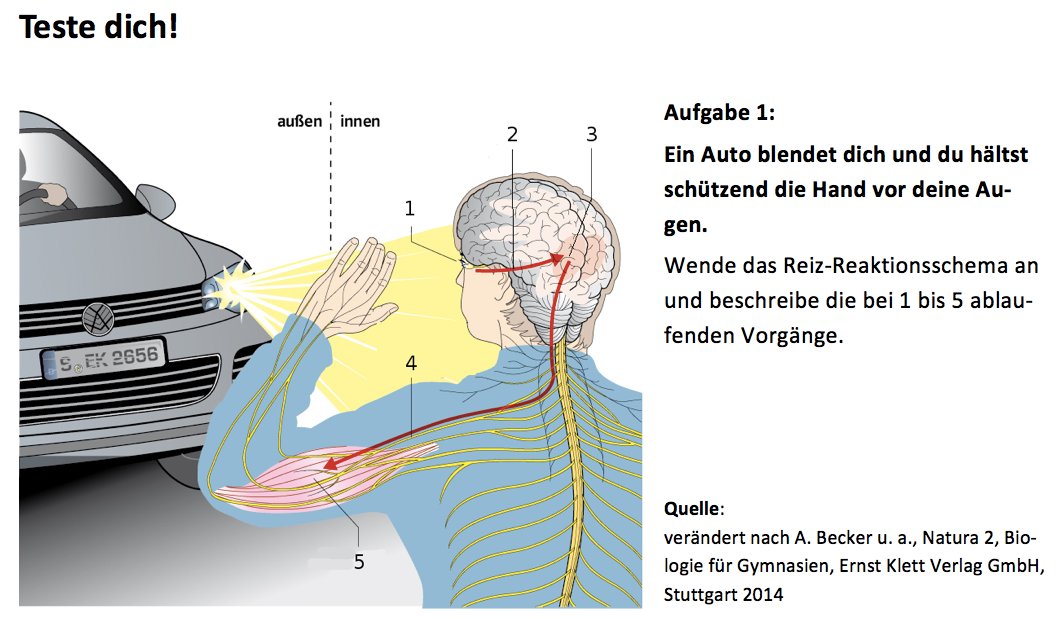 Teste dich!
außen innen
1
2
3
4
5
S EK 2656
Aufgabe 1:
Ein Auto blendet dich und du hältst
schützend die Hand vor deine Au-
gen.
Wende das Reiz-Reaktionsschema an
und beschreibe die bei 1 bis 5 ablau-
fenden Vorgänge.
Quelle:
verändert nach A. Becker u. a., Natura 2, Bio-
logie für Gymnasien, Ernst Klett Verlag GmbH,
Stuttgart 2014